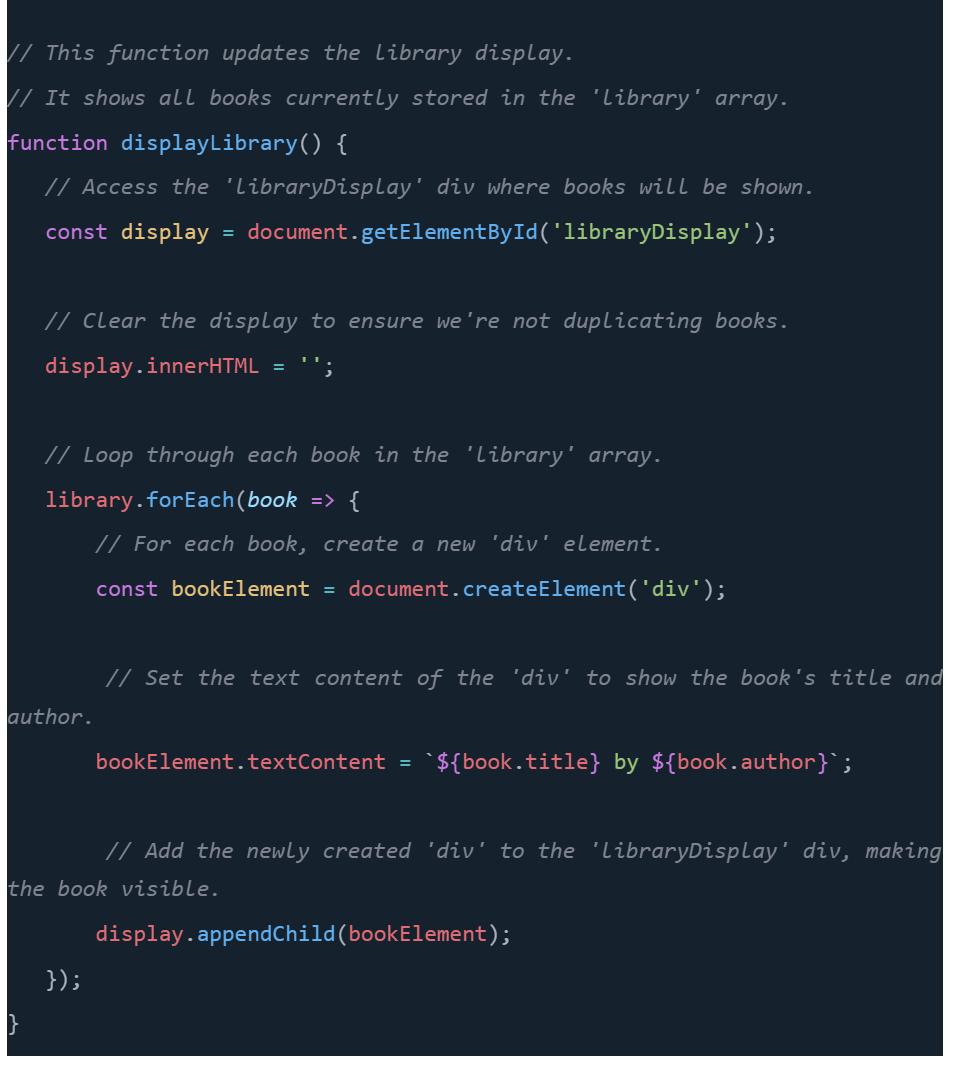 // This function updates the library display.
// It shows all books currently stored in the 'library' array.
function displayLibrary() {
   // Access the 'libraryDisplay' div where books will be shown.
   const display = document.getElementById('libraryDisplay');
   // Clear the display to ensure we're not duplicating books.
   display.innerHTML = '';
   // Loop through each book in the 'library' array.
   library.forEach(book => {
       // For each book, create a new 'div' element.
       const bookElement = document.createElement('div');
        // Set the text content of the 'div' to show the book's title and
author.
       bookElement.textContent = `${book.title} by ${book.author}`;
        // Add the newly created 'div' to the 'libraryDisplay' div, making
the book visible.
       display.appendChild(bookElement);
   });
}